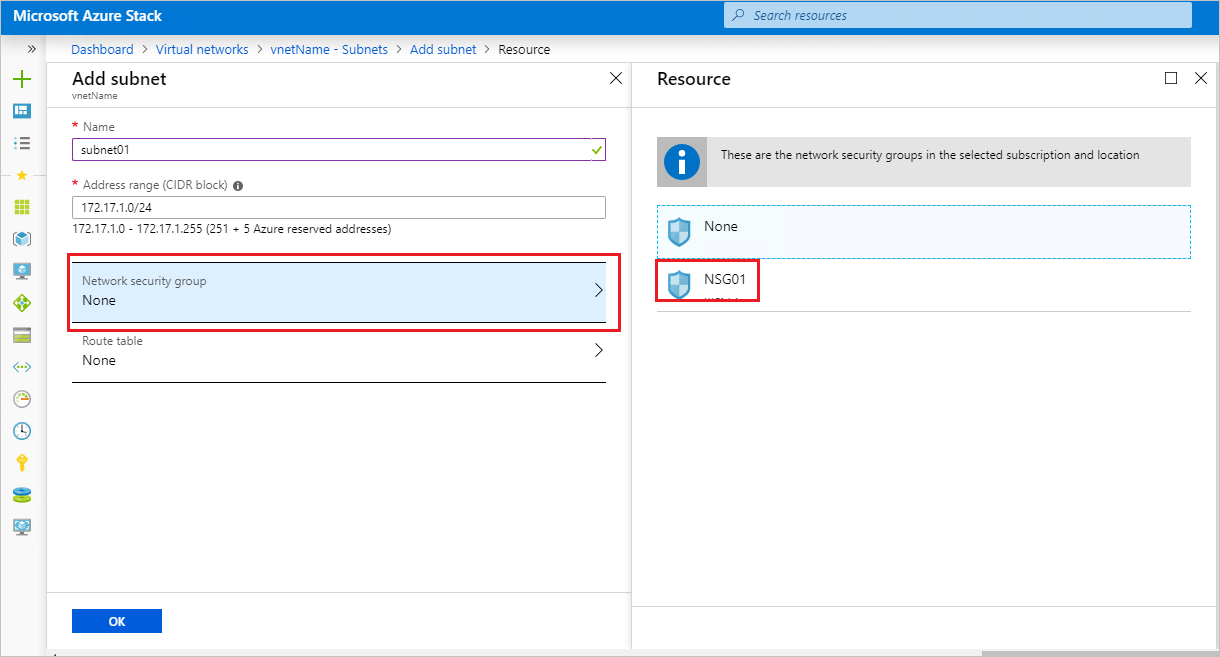 Microsoft Azure Stack
Search resources
Dashboard > Virtual networks > vnetName - Subnets > Add subnet > Resource
Add subnet
vnetName
* Name
subnet01
* Address range (CIDR block)
172.17.1.0/24
172.17.1.0 - 172.17.1.255 (251 + 5 Azure reserved addresses)
Network security group
None
Route table
None
OK
Resource
These are the network security groups in the selected subscription and location
None
NSG01